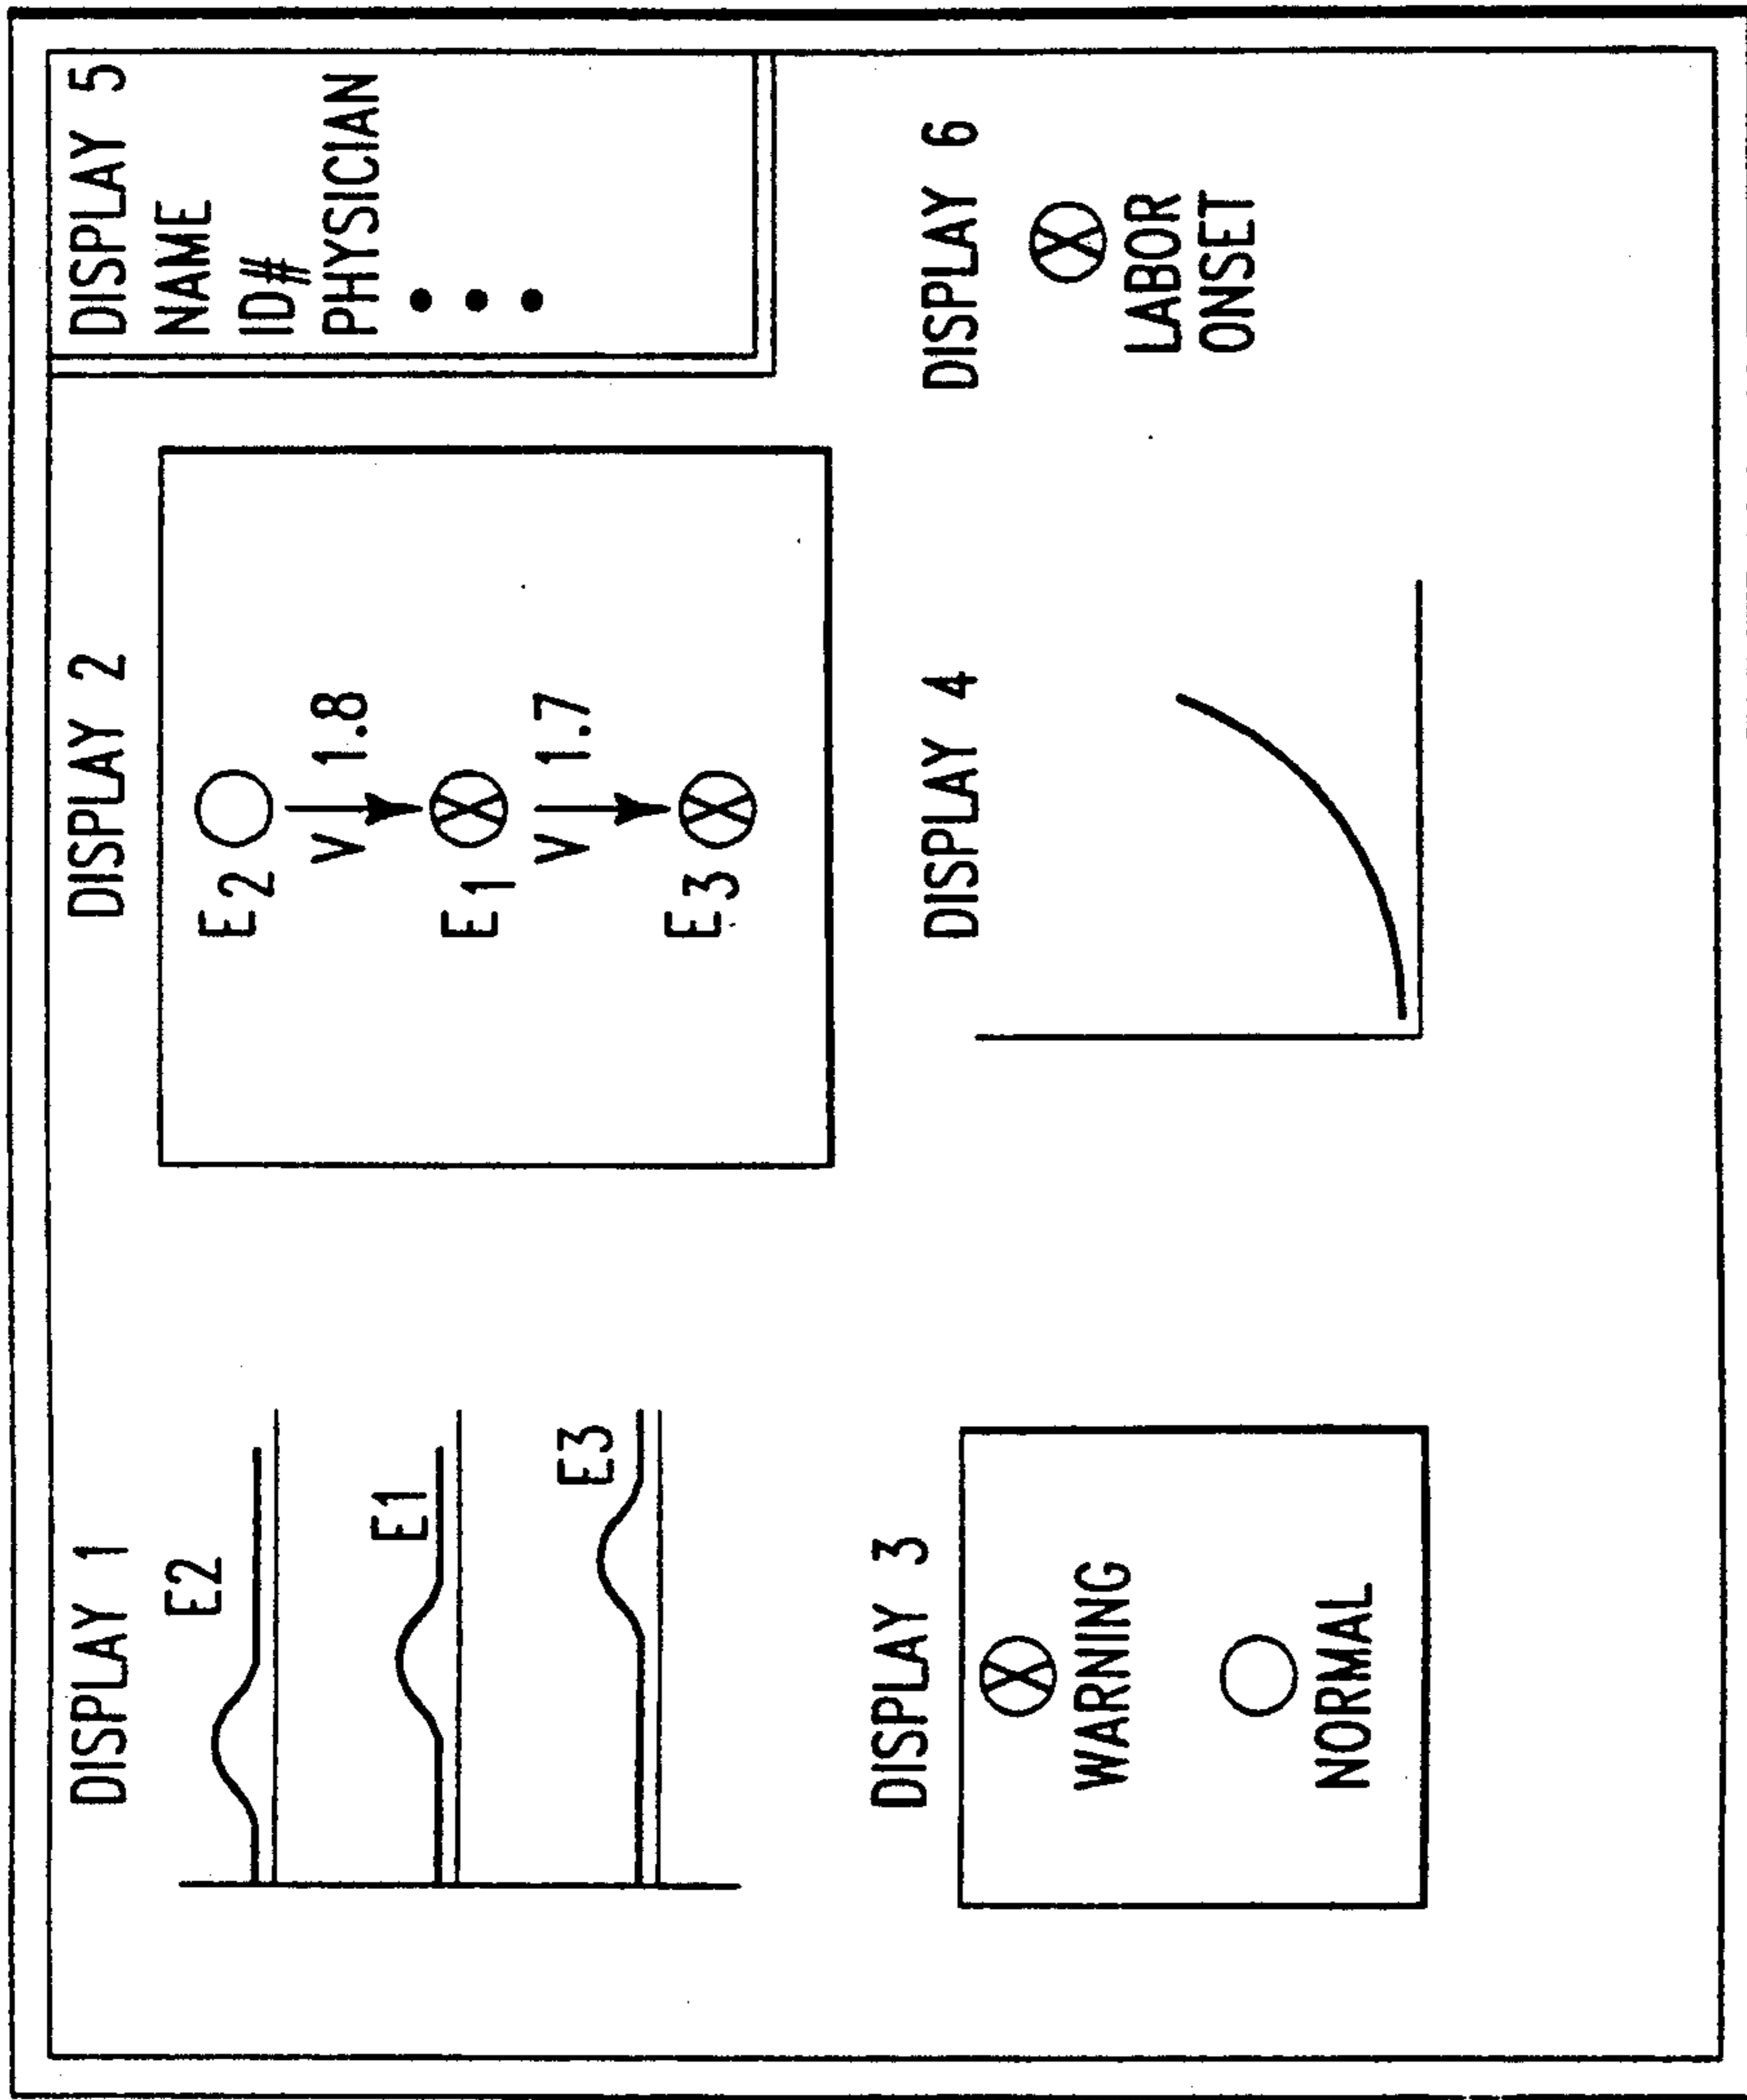 DISPLAY 1
E2
E1
E3
DISPLAY 2
E2
V 1.8
E1
V 1.7
E3
DISPLAY 5
NAME
ID#
PHYSICIAN
DISPLAY 3
WARNING
NORMAL
DISPLAY 4
DISPLAY 6
LABOR
ONSET